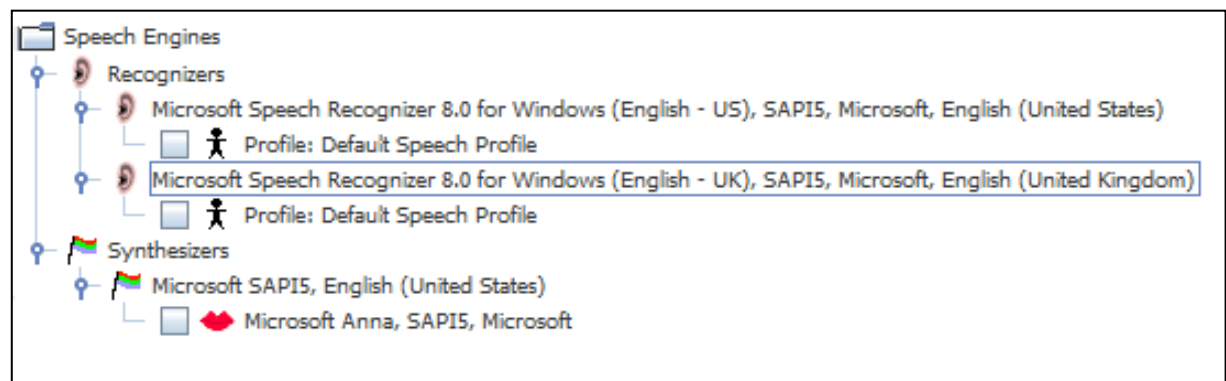 Speech Engines
Recognizers
Microsoft Speech Recognizer 8.0 for Windows (English - US), SAPI5, Microsoft, English (United States)
Profile: Default Speech Profile
Microsoft Speech Recognizer 8.0 for Windows (English - UK), SAPI5, Microsoft, English (United Kingdom)
Profile: Default Speech Profile
Synthesizers
Microsoft SAPI5, English (United States)
Microsoft Anna, SAPI5, Microsoft